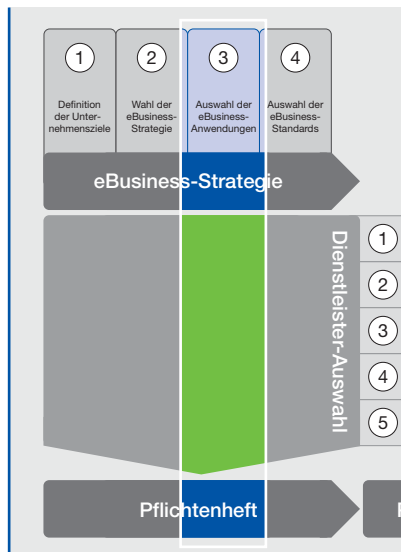 1
2
3
4
Definition
der Unter-
nehmensziele
Wahl der
eBusiness-
Strategie
Auswahl der
eBusiness-
Anwendungen
Auswahl der
eBusiness-
Standards
eBusiness-Strategie
Dienstleister-Auswahl
1
2
3
4
5
Pflichtenheft